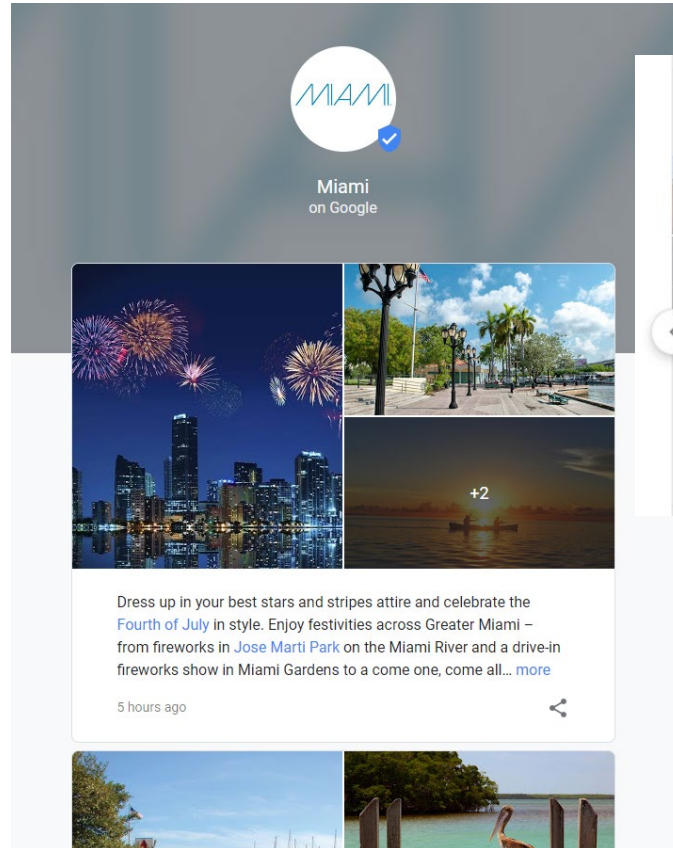 MIAMI
Miami
on Google
+2
Dress up in your best stars and stripes attire and celebrate the
Fourth of July in style. Enjoy festivities across Greater Miami –
from fireworks in Jose Marti Park on the Miami River and a drive-in
fireworks show in Miami Gardens to a come one, come all... more
5 hours ago